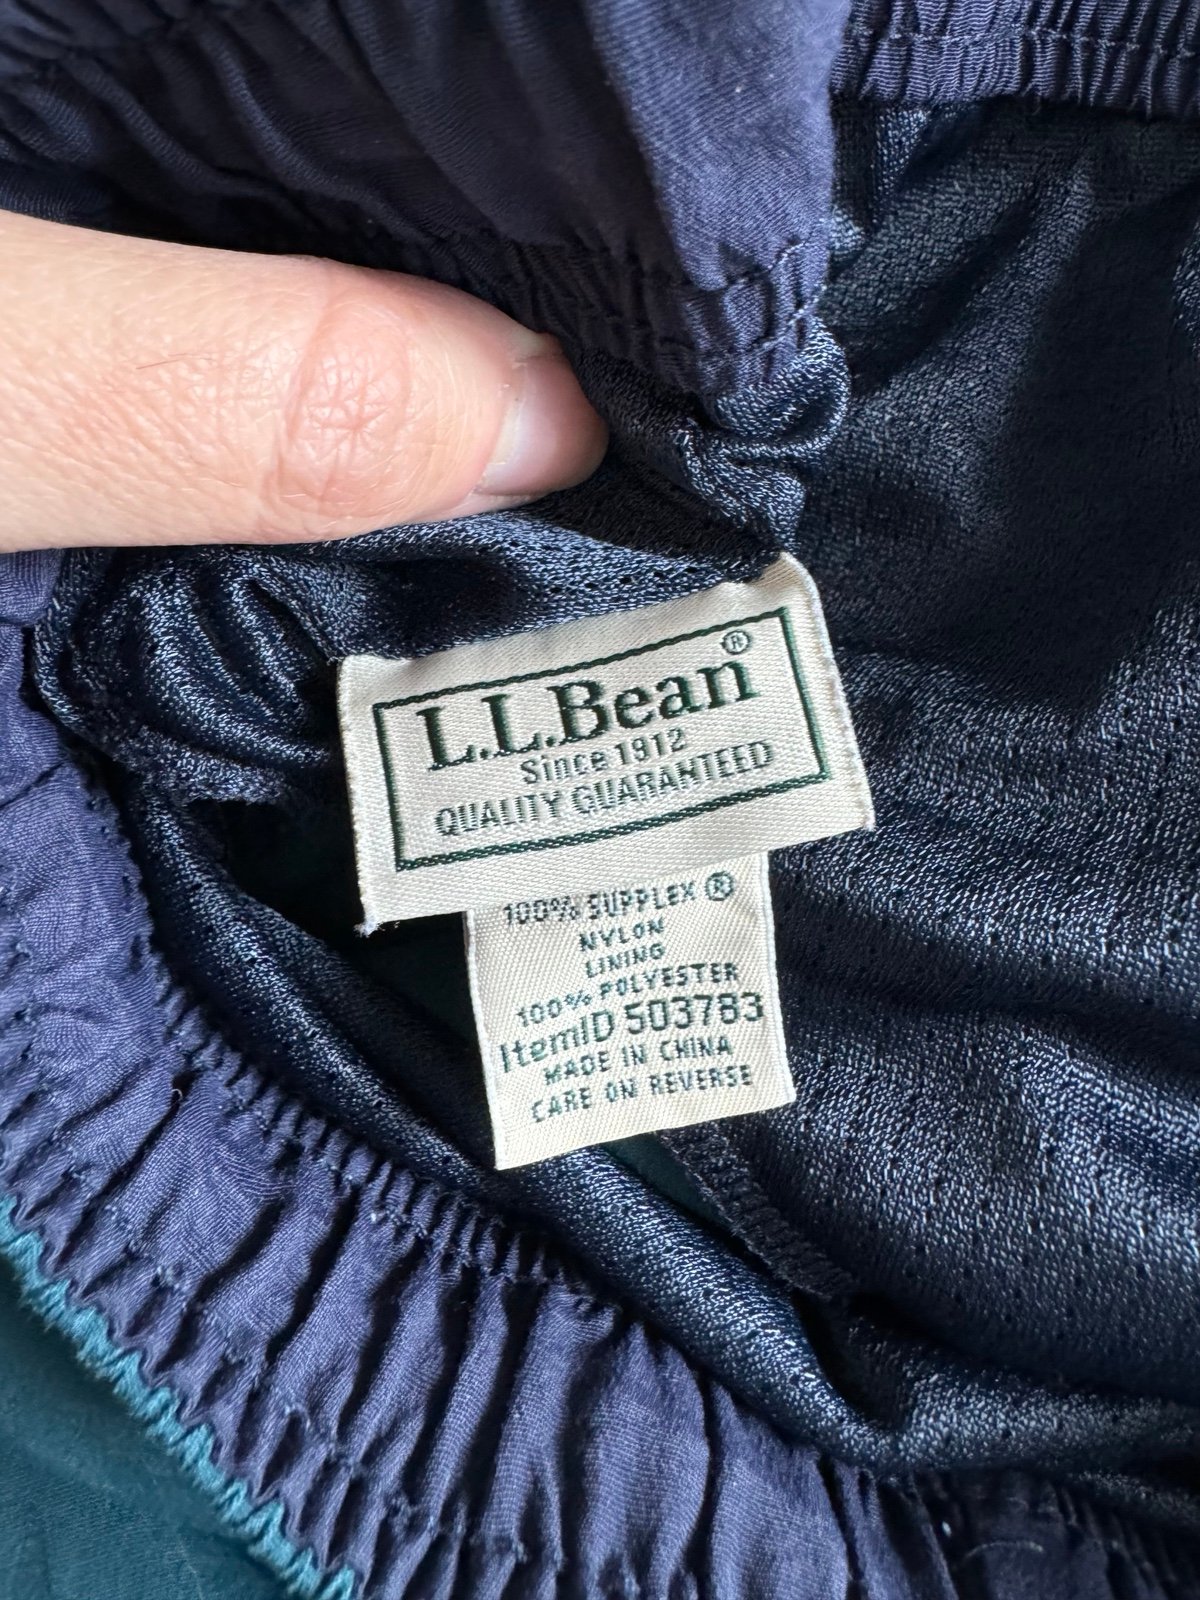 L.L.Bean®
Since 1912
QUALITY GUARANTEED
100% SUPPLEX ®
NYLON
LINING
100% POLYESTER
ItemID 503783
MADE IN CHINA
CARE ON REVERSE